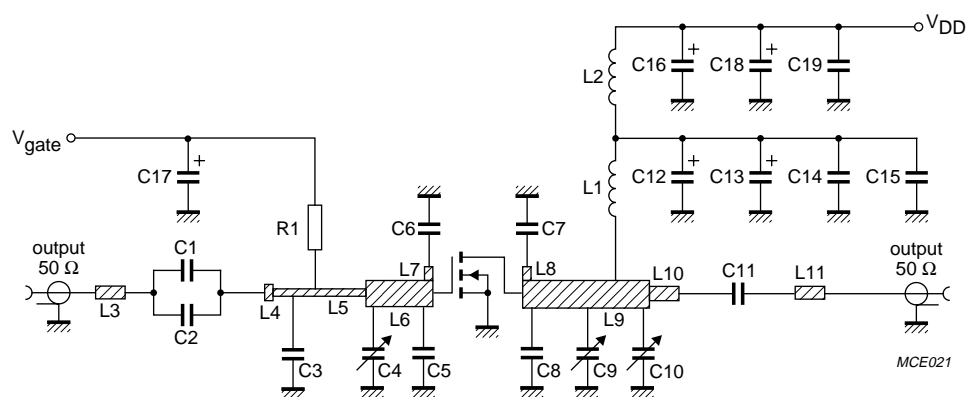 V_DD
L2
C16 + C18 + C19
V_gate
C17 +
L1
C12 + C13 + C14 C15
R1
C6
C7
output
50 Ω
C1
L7
L8
L10
C11
L11
output
50 Ω
L3
C2
L4
L5
L6
L9
C3
C4
C5
C8
C9
C10
MCE021